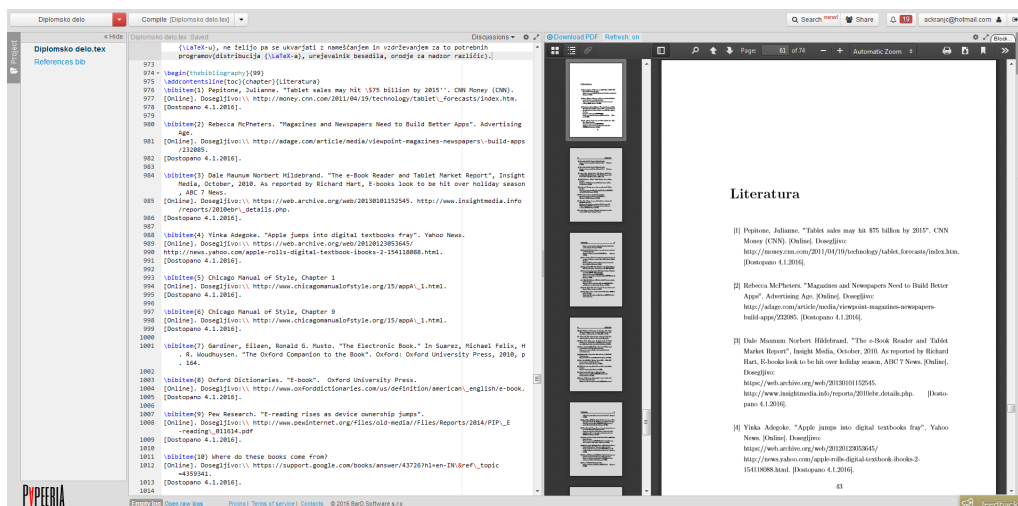 Diplomsko delo
Compile [Diplomsko delo.tex]
Search new!
Share
19
ackranjc@hotmail.com
Project
« Hide
Diplomsko delo.tex
References.bib
Diplomsko delo.tex Saved
Discussions
{\LaTeX-u}, ne želijo pa se ukvarjati z nameščanjem in vzdrževanjem za to potrebnih
programov(distribucija {\LaTeX-a}, urejevalnik besedila, orodje za nadzor različic}.
973
974 \begin{thebibliography}{99}
975 \addcontentsline{toc}{chapter}{Literatura}
976 \bibitem{1} Pepitone, Julianne. "Tablet sales may hit \$75 billion by 2015''. CNN Money (CNN).
977 [Online]. Dosegljivo:\\ http://money.cnn.com/2011/04/19/technology/tablet\_forecasts/index.htm.
978 [Dostopano 4.1.2016].
979
980 \bibitem{2} Rebecca McPheters. "Magazines and Newspapers Need to Build Better Apps". Advertising
Age.
981 [Online]. Dosegljivo:\\ http://adage.com/article/media/viewpoint-magazines-newspapers\-build-apps
/232085.
982 [Dostopano 4.1.2016].
983
984 \bibitem{3} Dale Maunum Norbert Hildebrand. "The e-Book Reader and Tablet Market Report", Insight
Media, October, 2010. As reported by Richard Hart, E-books look to be hit over holiday season
, ABC 7 News.
985 [Online]. Dosegljivo:\\ https://web.archive.org/web/20130101152545. http://www.insightmedia.info
/reports/2010ebr\_details.php.
986 [Dostopano 4.1.2016].
987
988 \bibitem{4} Yinka Adegoke. "Apple jumps into digital textbooks fray". Yahoo News.
989 [Online]. Dosegljivo:\\ https://web.archive.org/web/20120123053645/
990 http://news.yahoo.com/apple-rolls-digital-textbook-ibooks-2-154118088.html.
991 [Dostopano 4.1.2016].
992
993 \bibitem{5} Chicago Manual of Style, Chapter 1
994 [Online]. Dosegljivo:\\ http://www.chicagomanualofstyle.org/15/appA\_1.html.
995 [Dostopano 4.1.2016].
996
997 \bibitem{6} Chicago Manual of Style, Chapter 9
998 [Online]. Dosegljivo:\\ http://www.chicagomanualofstyle.org/15/appA\_1.html.
999 [Dostopano 4.1.2016].
1000
1001 \bibitem{7} Gardiner, Eileen, Ronald G. Musto. "The Electronic Book." In Suarez, Michael Felix, H
. R. Woudhuysen. "The Oxford Companion to the Book". Oxford: Oxford University Press, 2010, p
. 164.
1002
1003 \bibitem{8} Oxford Dictionaries. "E-book". Oxford University Press.
1004 [Online]. Dosegljivo:\\ http://www.oxforddictionaries.com/us/definition/american\_english/e-book.
1005 [Dostopano 4.1.2016].
1006
1007 \bibitem{9} Pew Research. "E-reading rises as device ownership jumps".
1008 [Online]. Dosegljivo:\\ http://www.pewinternet.org/files/old-media//Files/Reports/2014/PIP\_E
-reading\_011614.pdf
1009 [Dostopano 4.1.2016].
1010
1011 \bibitem{10} Where do these books come from?
1012 [Online]. Dosegljivo:\\ https://support.google.com/books/answer/43726?hl=en-IN\&ref\_topic
=4359341.
1013 [Dostopano 4.1.2016].
1014
Download PDF Refresh: on
Block...
Page: 61 of 74
Automatic Zoom
Literatura
[1] Pepitone, Julianne. "Tablet sales may hit $75 billion by 2015". CNN
Money (CNN). [Online]. Dosegljivo:
http://money.cnn.com/2011/04/19/technology/tablet_forecasts/index.htm.
[Dostopano 4.1.2016].
[2] Rebecca McPheters. "Magazines and Newspapers Need to Build Better
Apps". Advertising Age. [Online]. Dosegljivo:
http://adage.com/article/media/viewpoint-magazines-newspapers-
build-apps/232085. [Dostopano 4.1.2016].
[3] Dale Maunum Norbert Hildebrand. "The e-Book Reader and Tablet
Market Report", Insight Media, October, 2010. As reported by Richard
Hart, E-books look to be hit over holiday season, ABC 7 News. [Online].
Dosegljivo:
https://web.archive.org/web/20130101152545.
http://www.insightmedia.info/reports/2010ebr_details.php. [Dosto-
pano 4.1.2016].
[4] Yinka Adegoke. "Apple jumps into digital textbooks fray". Yahoo
News. [Online]. Dosegljivo:
https://web.archive.org/web/20120123053645/
http://news.yahoo.com/apple-rolls-digital-textbook-ibooks-2-
154118088.html. [Dostopano 4.1.2016].
43
PAPEERIA
Empty log Open raw logs
Pricing | Terms of service | Contacts © 2016 BarD Software s.r.o.
feedback